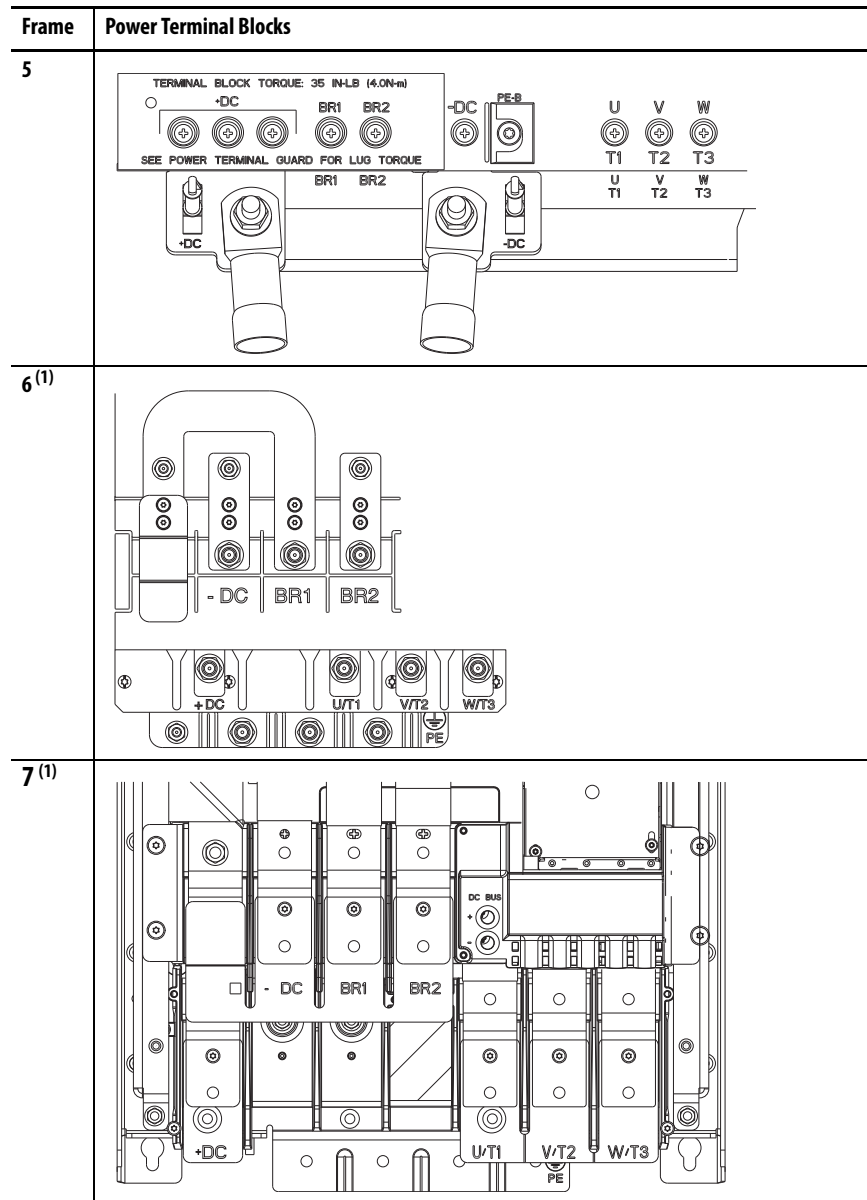 Frame Power Terminal Blocks
5
TERMINAL BLOCK TORQUE: 35 IN-LB (4.0N-m)
+DC BR1 BR2 -DC PE-B U V W
T1 T2 T3
SEE POWER TERMINAL GUARD FOR LUG TORQUE
BR1 BR2 U V W
T1 T2 T3
+DC -DC
6 (1)
- DC BR1 BR2
+DC U/T1 V/T2 W/T3
PE
7 (1)
DC BUS
+
-
- DC BR1 BR2
+DC U/T1 V/T2 W/T3
PE